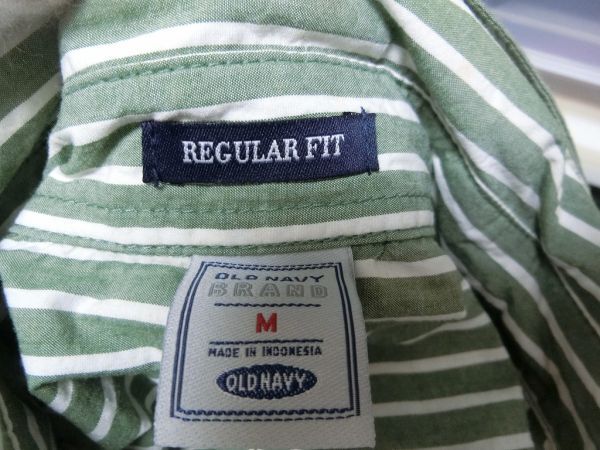 REGULAR FIT
OLD NAVY
BRAND
M
MADE IN INDONESIA
OLD NAVY